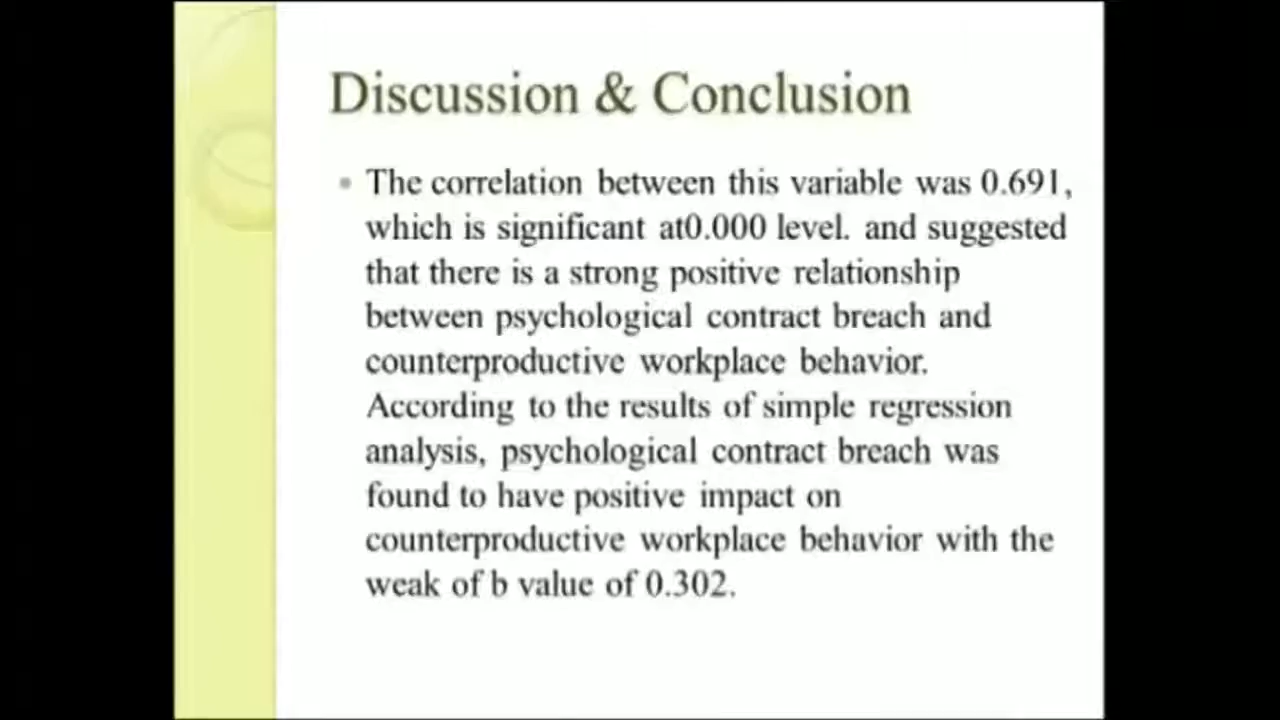 Discussion & Conclusion
The correlation between this variable was 0.691,
which is significant at0.000 level. and suggested
that there is a strong positive relationship
between psychological contract breach and
counterproductive workplace behavior.
According to the results of simple regression
analysis, psychological contract breach was
found to have positive impact on
counterproductive workplace behavior with the
weak of b value of 0.302.